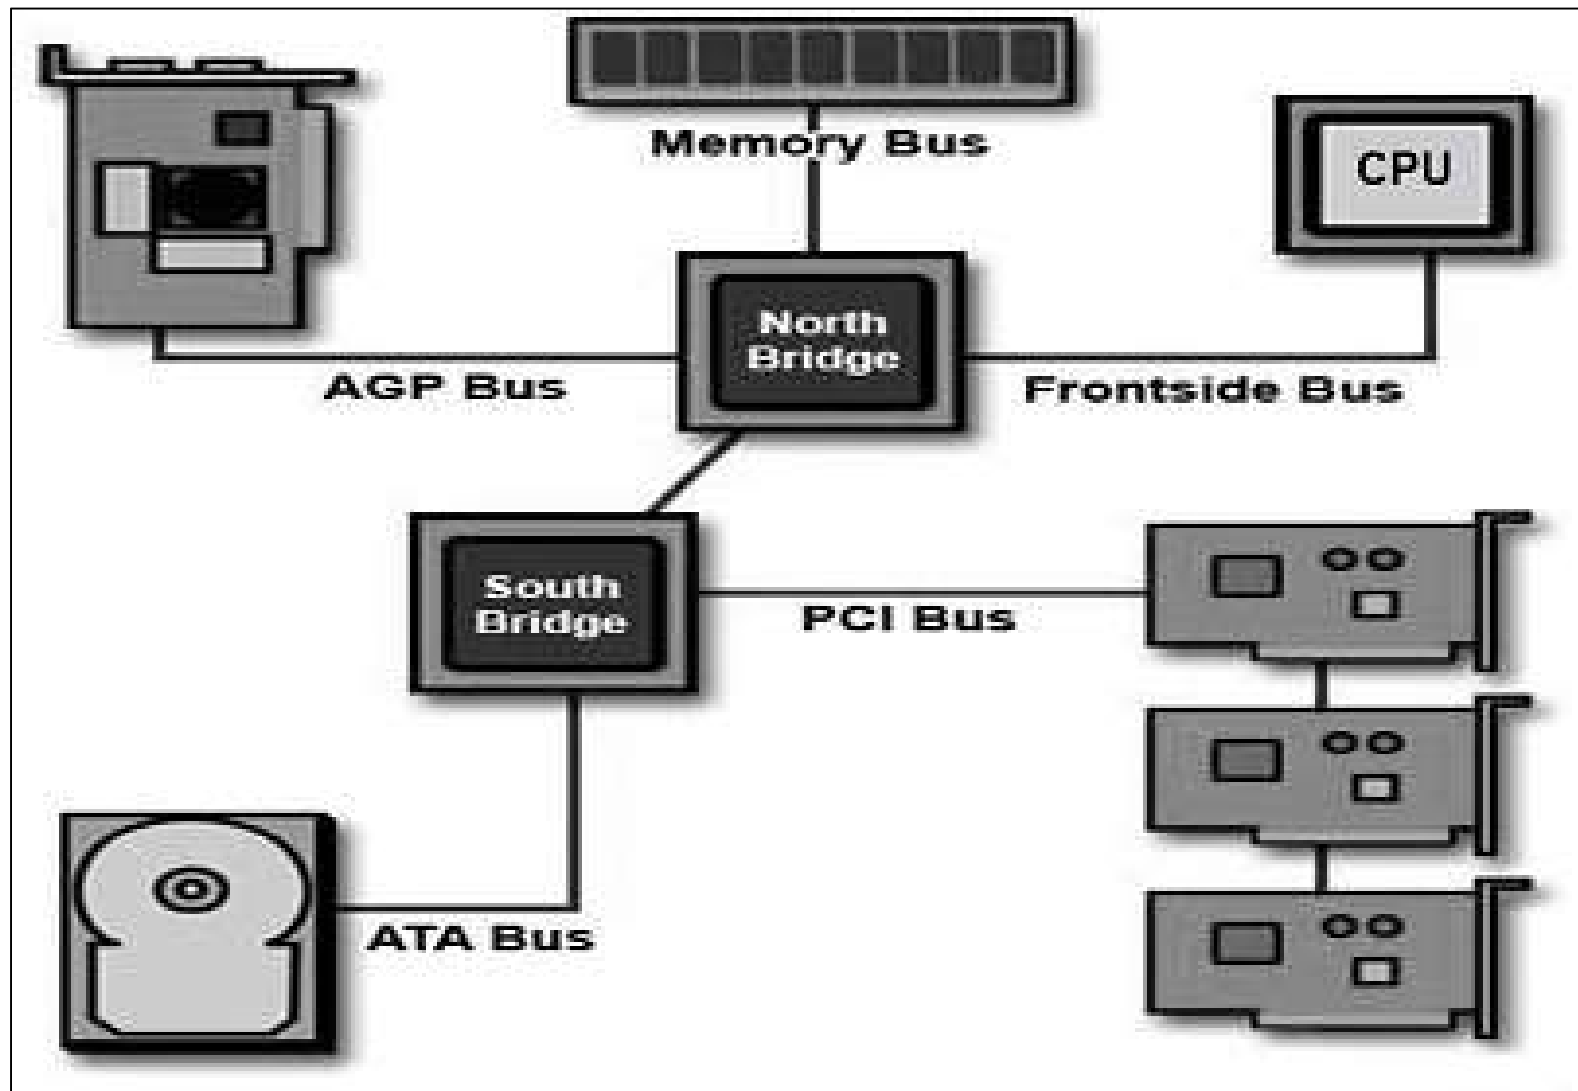 Memory Bus
CPU
North
Bridge
AGP Bus
Frontside Bus
South
Bridge
PCI Bus
ATA Bus